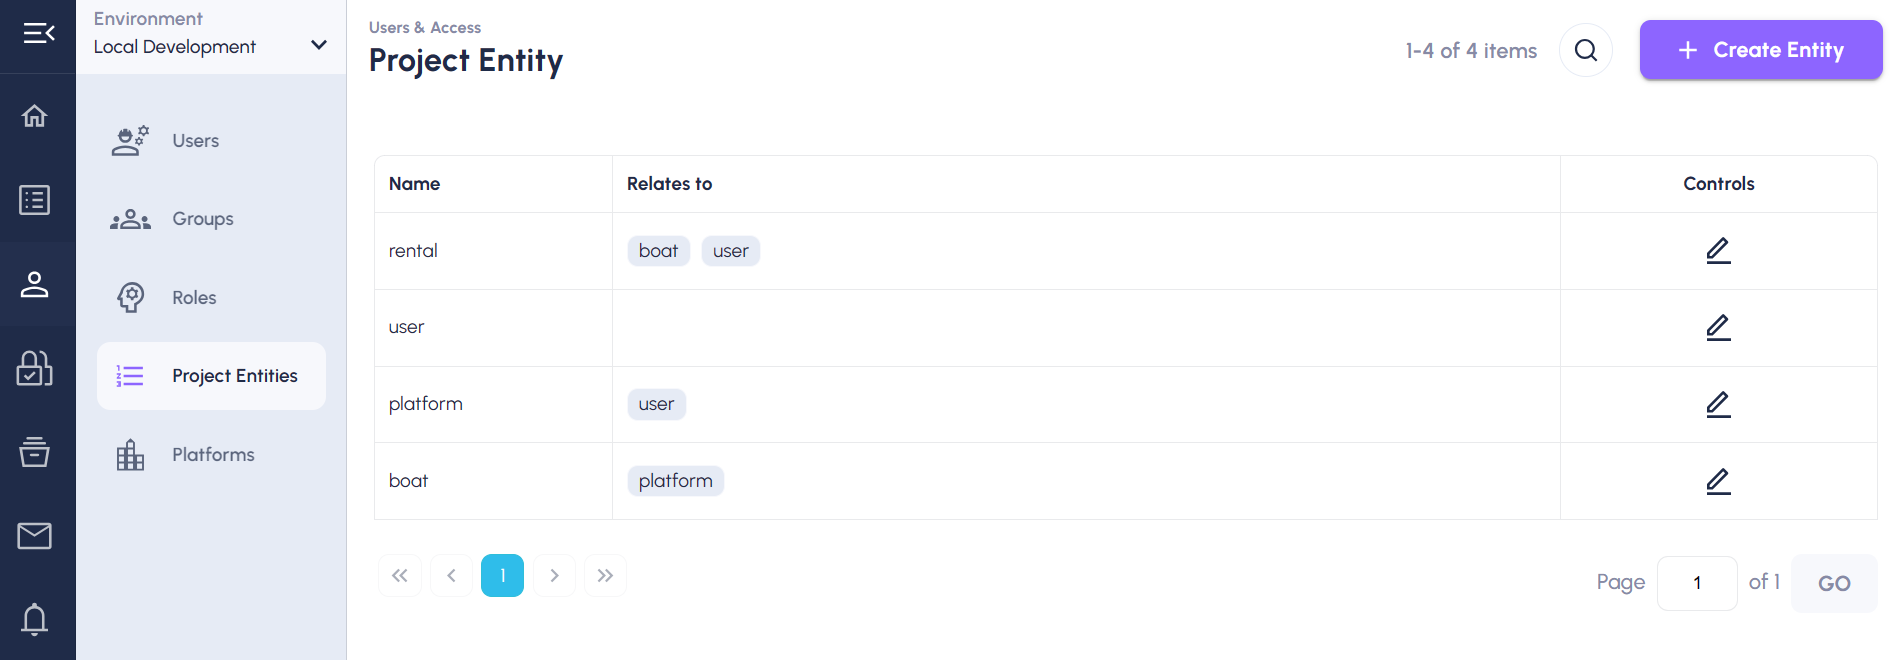 Environment
Local Development
Users
Groups
Roles
Project Entities
Platforms
Users & Access
Project Entity
1-4 of 4 items
Create Entity
Name Relates to Controls
rental boat user
user
platform user
boat platform
1
Page 1 of 1 GO